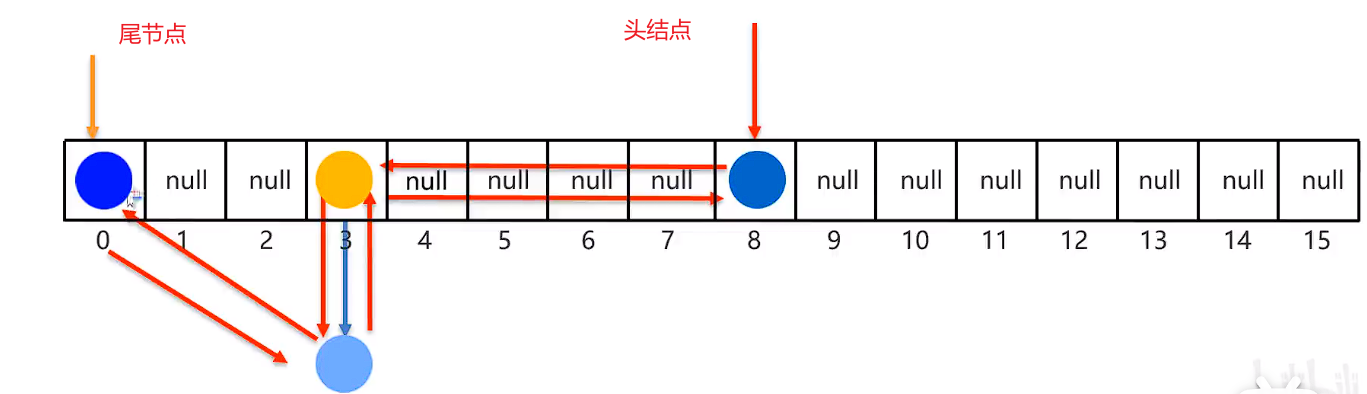 尾节点 头结点
null null null null null null null null null null null null null
0 1 2 3 4 5 6 7 8 9 10 11 12 13 14 15